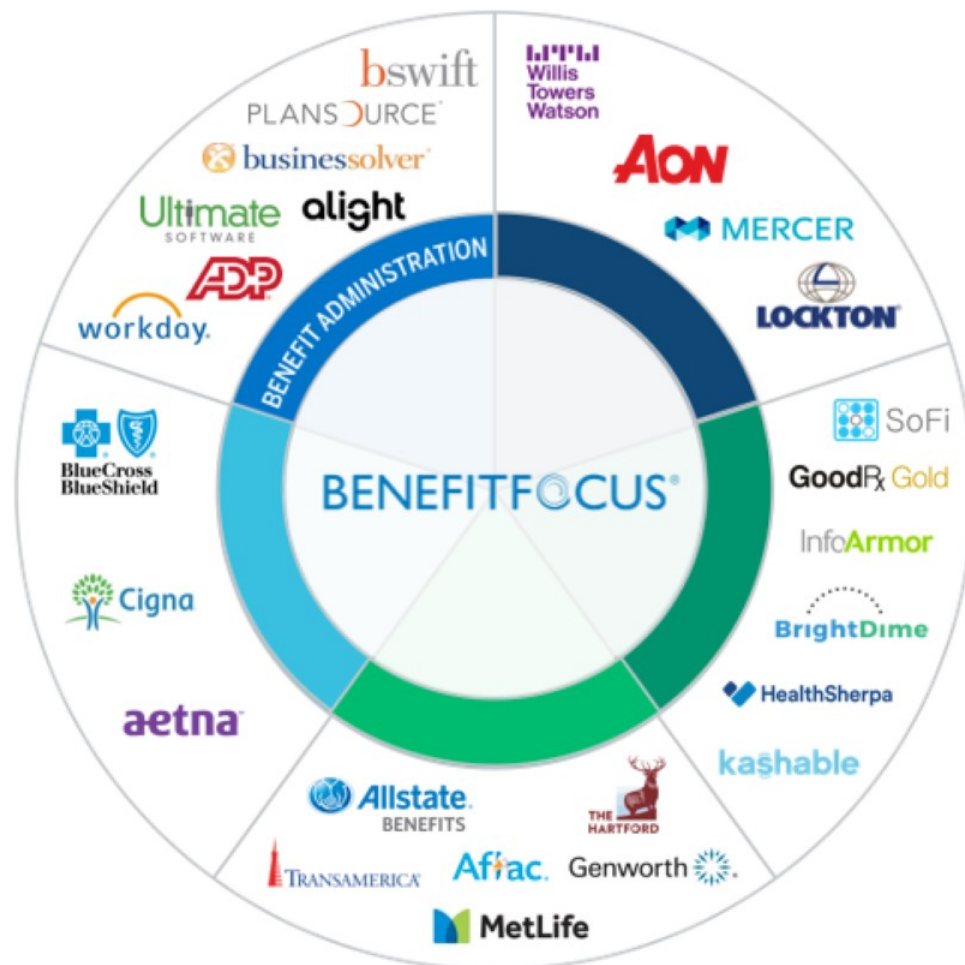 bswift
PLANSOURCE
businessolver
Ultimate
SOFTWARE
alight
ADP
workday.
BENEFIT ADMINISTRATION
Willis
Towers
Watson
AON
MERCER
LOCKTON®
SoFi
GoodRx Gold
InfoArmor
BrightDime
HealthSherpa
kashable
BlueCross
BlueShield
Cigna
aetna™
BENEFITFOCUS®
Allstate®
BENEFITS
THE
HARTFORD
TRANSAMERICA®
Aflac.
Genworth
MetLife